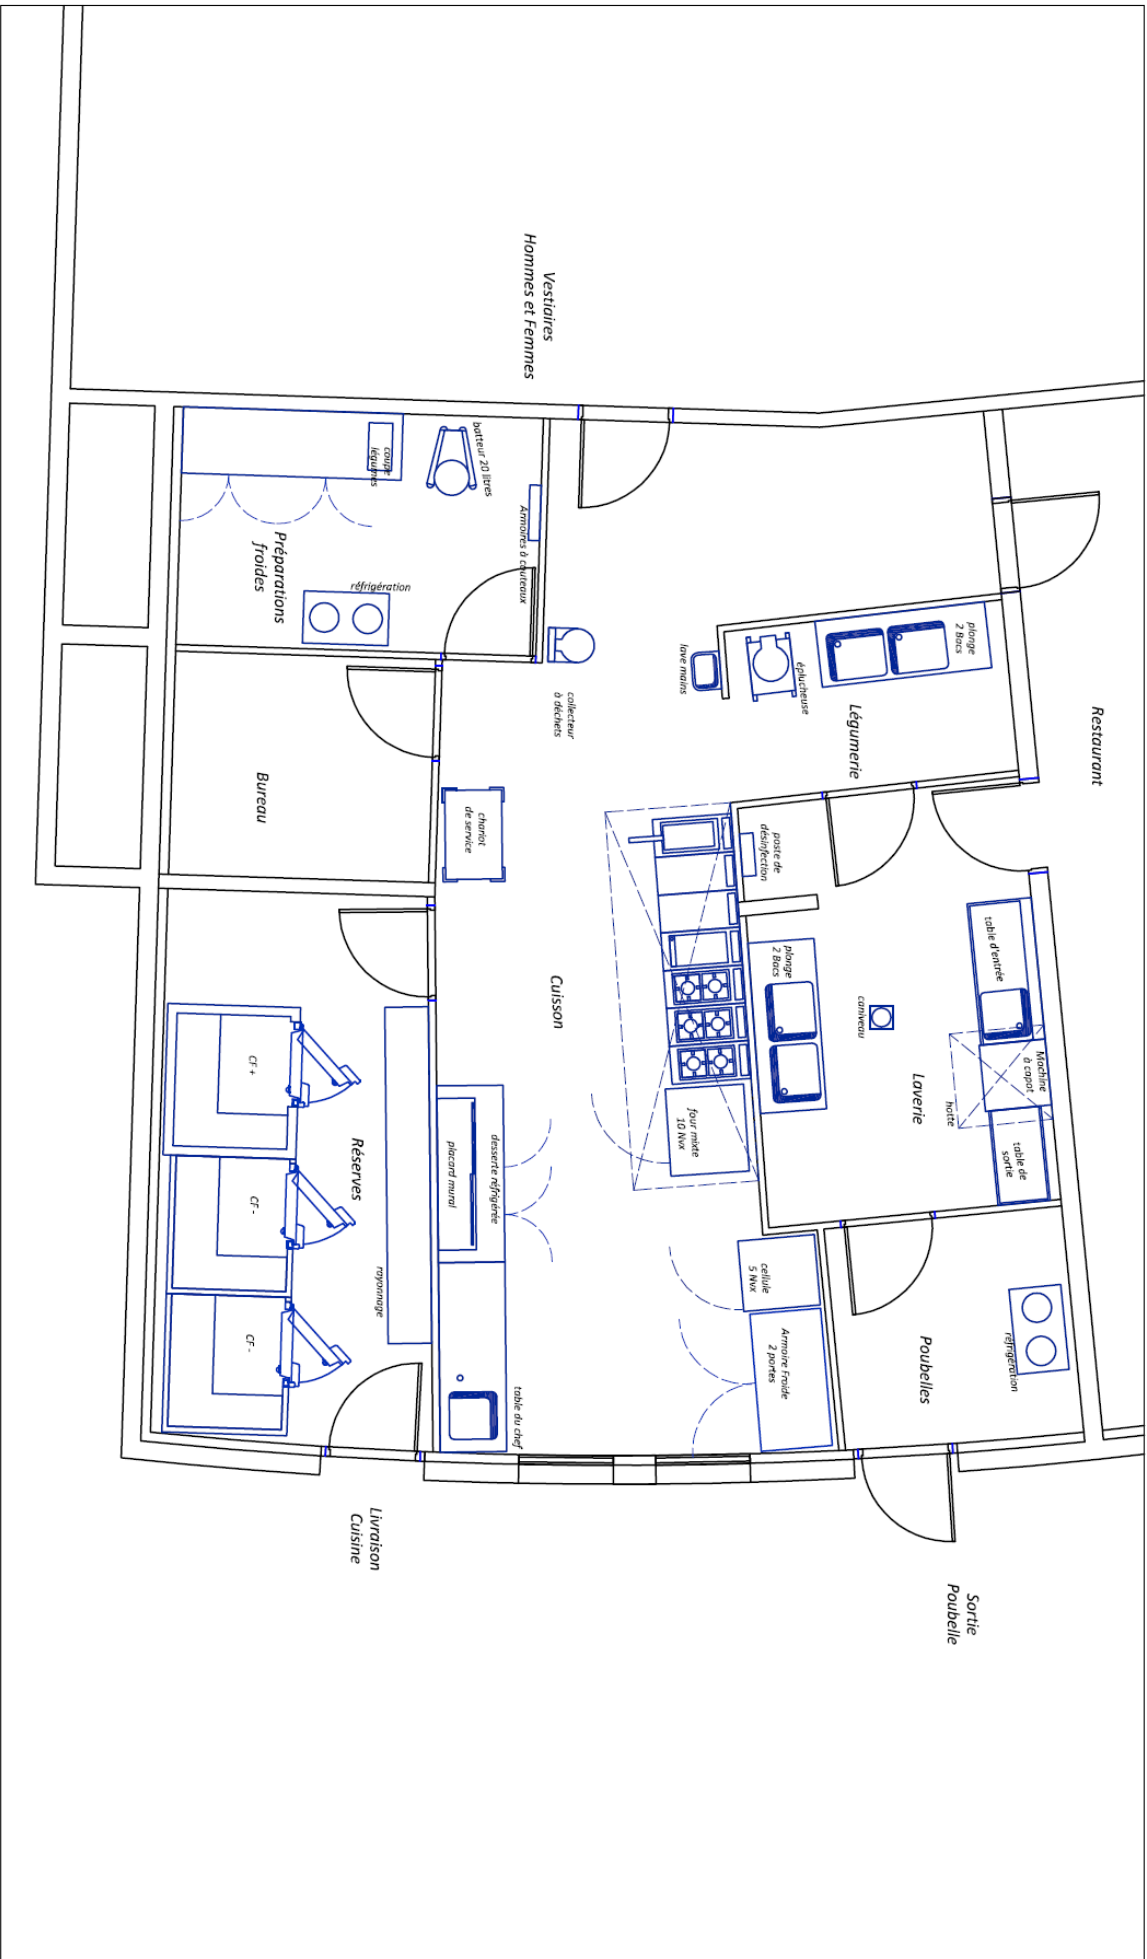 Restaurant
Vestiaires
Hommes et Femmes
plonge
2 Bacs
éplucheuse
Légumerie
lave mains
batteur 20 litres
Armoires à couteaux
coupe
légumes
Préparations
froides
réfrigération
collecteur
à déchets
Bureau
chariot
de service
poste de
désinfection
table d'entrée
Machine
à capot
hotte
table de
sortie
caniveau
plonge
2 Bacs
Laverie
Cuisson
four mixte
10 Nvx
desserte réfrigérée
placard mural
Réserves
CF +
CF -
CF -
rayonnage
cellule
5 Nvx
Armoire Froide
2 portes
Poubelles
réfrigération
table du chef
Livraison
Cuisine
Sortie
Poubelle